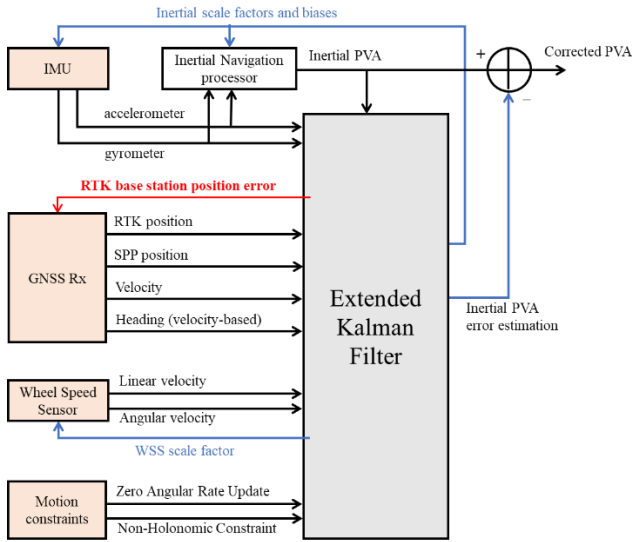 Inertial scale factors and biases
IMU
Inertial Navigation
processor
Inertial PVA
+
Corrected PVA
−
accelerometer
gyrometer
RTK base station position error
GNSS Rx
RTK position
SPP position
Velocity
Heading (velocity-based)
Extended
Kalman
Filter
Inertial PVA
error estimation
Wheel Speed
Sensor
Linear velocity
Angular velocity
WSS scale factor
Motion
constraints
Zero Angular Rate Update
Non-Holonomic Constraint